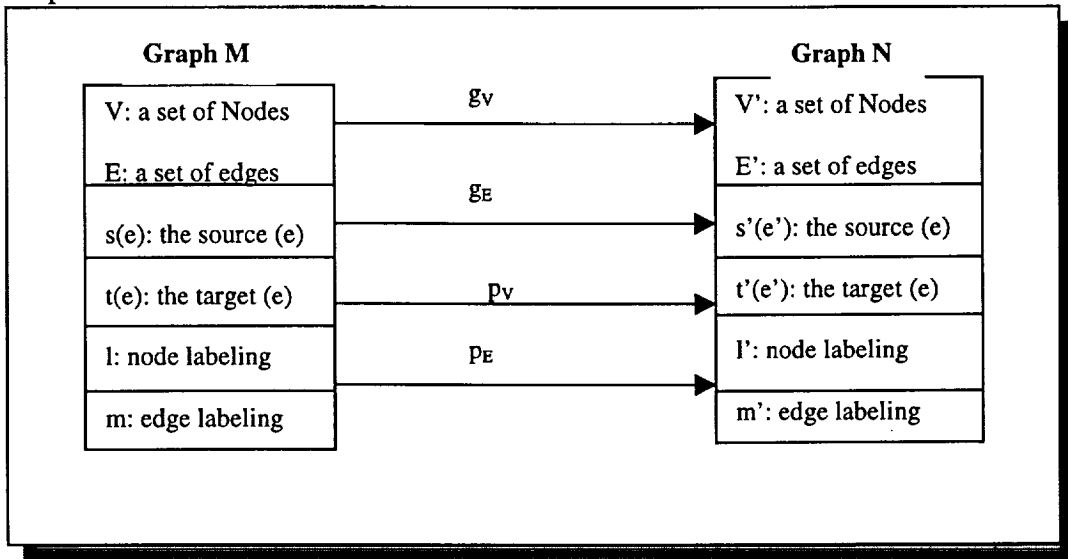 Graph M
V: a set of Nodes
E: a set of edges
s(e): the source (e)
t(e): the target (e)
l: node labeling
m: edge labeling
gV
gE
pV
pE
Graph N
V’: a set of Nodes
E’: a set of edges
s’(e’): the source (e)
t’(e’): the target (e)
l’: node labeling
m’: edge labeling